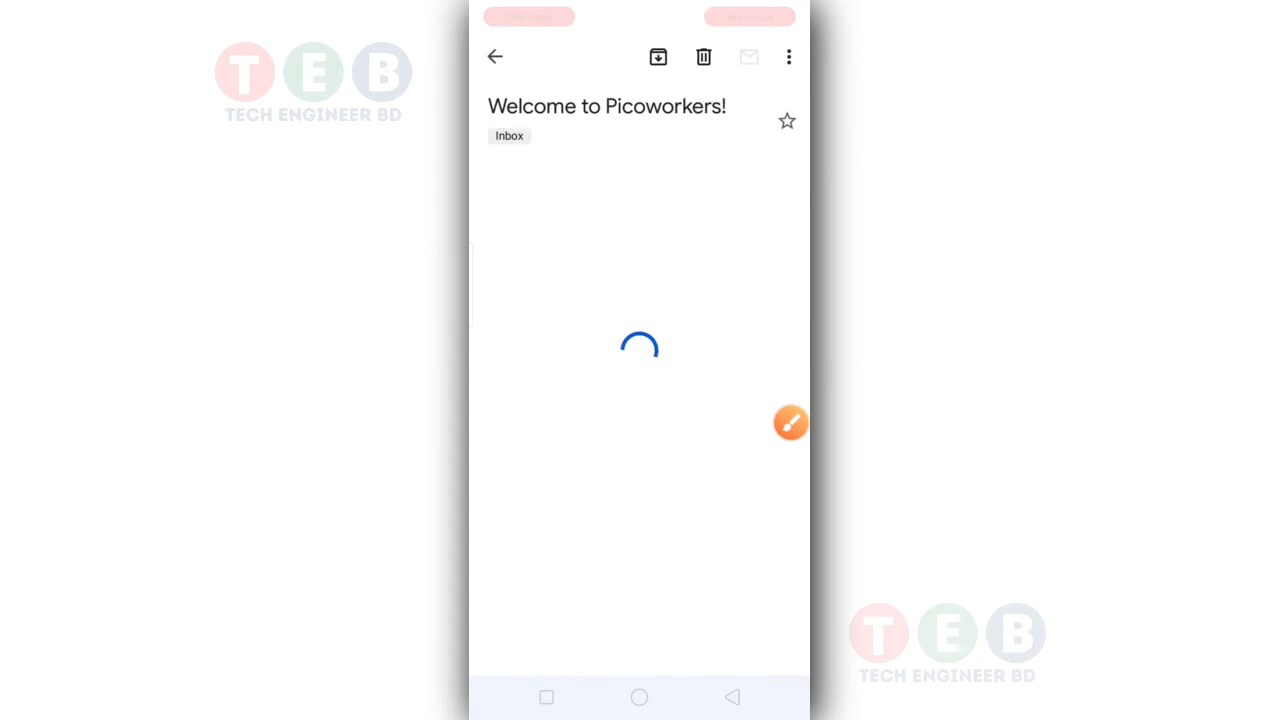 T E B
TECH ENGINEER BD
Welcome to Picoworkers!
Inbox
T E B
TECH ENGINEER BD